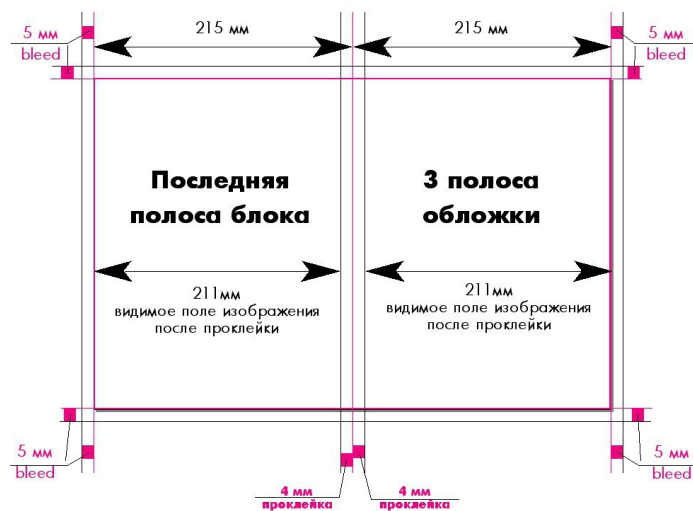 5 мм
bleed
215 мм
215 мм
5 мм
bleed
Последняя
полоса блока
3 полоса
обложки
211мм
видимое поле изображения
после проклейки
211мм
видимое поле изображения
после проклейки
5 мм
bleed
4 мм
проклейка
4 мм
проклейка
5 мм
bleed